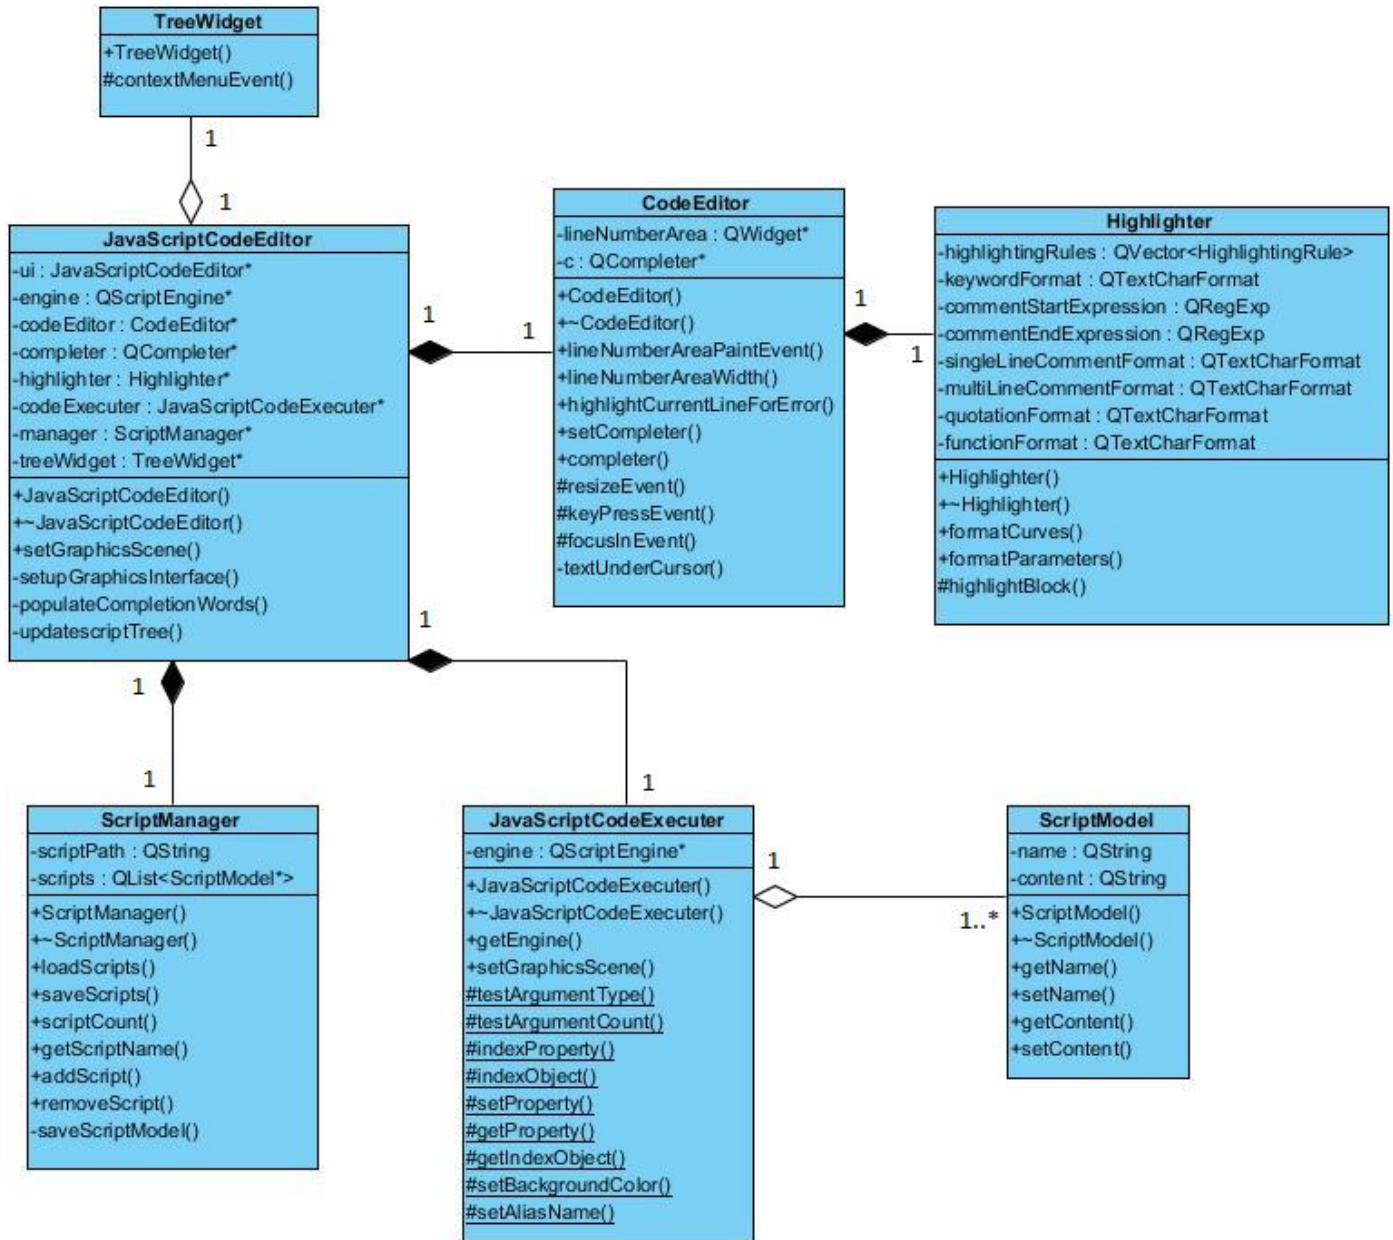 TreeWidget
+TreeWidget()
#contextMenuEvent()
1
1
JavaScriptCodeEditor
-ui : JavaScriptCodeEditor*
-engine : QScriptEngine*
-codeEditor : CodeEditor*
-completer : QCompleter*
-highlighter : Highlighter*
-codeExecuter : JavaScriptCodeExecuter*
-manager : ScriptManager*
-treeWidget : TreeWidget*
+JavaScriptCodeEditor()
+~JavaScriptCodeEditor()
+setGraphicsScene()
-setupGraphicsInterface()
-populateCompletionWords()
-updatescriptTree()
1
1
CodeEditor
-lineNumberArea : QWidget*
-c : QCompleter*
+CodeEditor()
+~CodeEditor()
+lineNumberAreaPaintEvent()
+lineNumberAreaWidth()
+highlightCurrentLineForError()
+setCompleter()
+completer()
#resizeEvent()
#keyPressEvent()
#focusInEvent()
-textUnderCursor()
1
1
Highlighter
-highlightingRules : QVector<HighlightingRule>
-keywordFormat : QTextCharFormat
-commentStartExpression : QRegExp
-commentEndExpression : QRegExp
-singleLineCommentFormat : QTextCharFormat
-multiLineCommentFormat : QTextCharFormat
-quotationFormat : QTextCharFormat
-functionFormat : QTextCharFormat
+Highlighter()
+~Highlighter()
+formatCurves()
+formatParameters()
#highlightBlock()
1
1
1
1
ScriptManager
-scriptPath : QString
-scripts : QList<ScriptModel*>
+ScriptManager()
+~ScriptManager()
+loadScripts()
+saveScripts()
+scriptCount()
+getScriptName()
+addScript()
+removeScript()
-saveScriptModel()
JavaScriptCodeExecuter
-engine : QScriptEngine*
+JavaScriptCodeExecuter()
+~JavaScriptCodeExecuter()
+getEngine()
+setGraphicsScene()
#testArgumentType()
#testArgumentCount()
#indexProperty()
#indexObject()
#setProperty()
#getProperty()
#getIndexObject()
#setBackgroundColor()
#setAliasName()
1
1..*
ScriptModel
-name : QString
-content : QString
+ScriptModel()
+~ScriptModel()
+getName()
+setName()
+getContent()
+setContent()